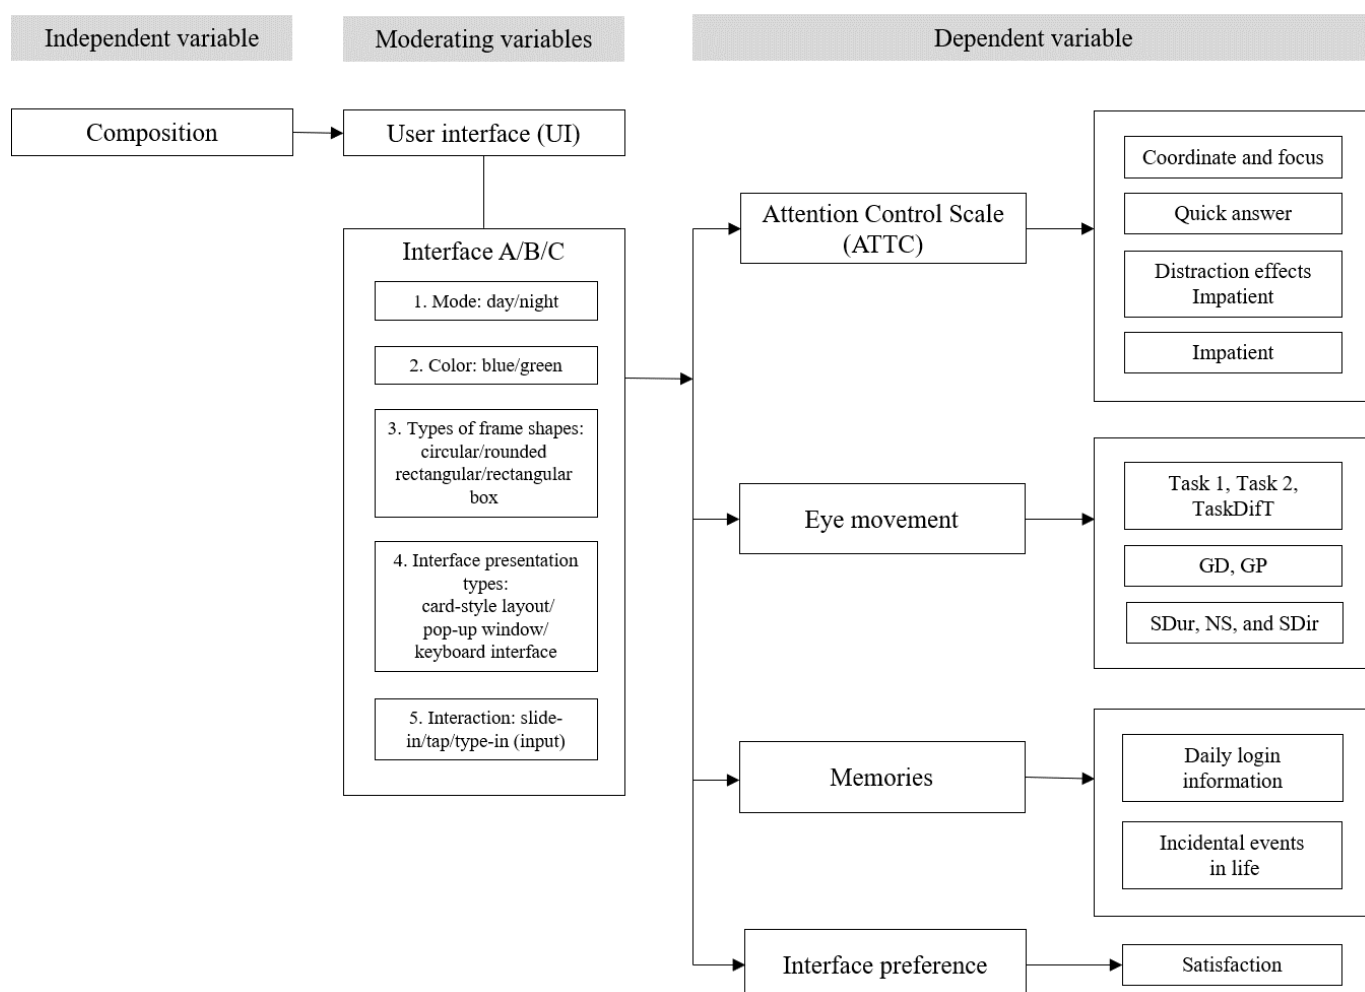 Independent variable
Moderating variables
Dependent variable
Composition
User interface (UI)
Interface A/B/C
1. Mode: day/night
2. Color: blue/green
3. Types of frame shapes:
circular/rounded
rectangular/rectangular
box
4. Interface presentation
types:
card-style layout/
pop-up window/
keyboard interface
5. Interaction: slide-
in/tap/type-in (input)
Attention Control Scale
(ATTC)
Coordinate and focus
Quick answer
Distraction effects
Impatient
Impatient
Eye movement
Task 1, Task 2,
TaskDifT
GD, GP
SDur, NS, and SDir
Memories
Daily login
information
Incidental events
in life
Interface preference
Satisfaction